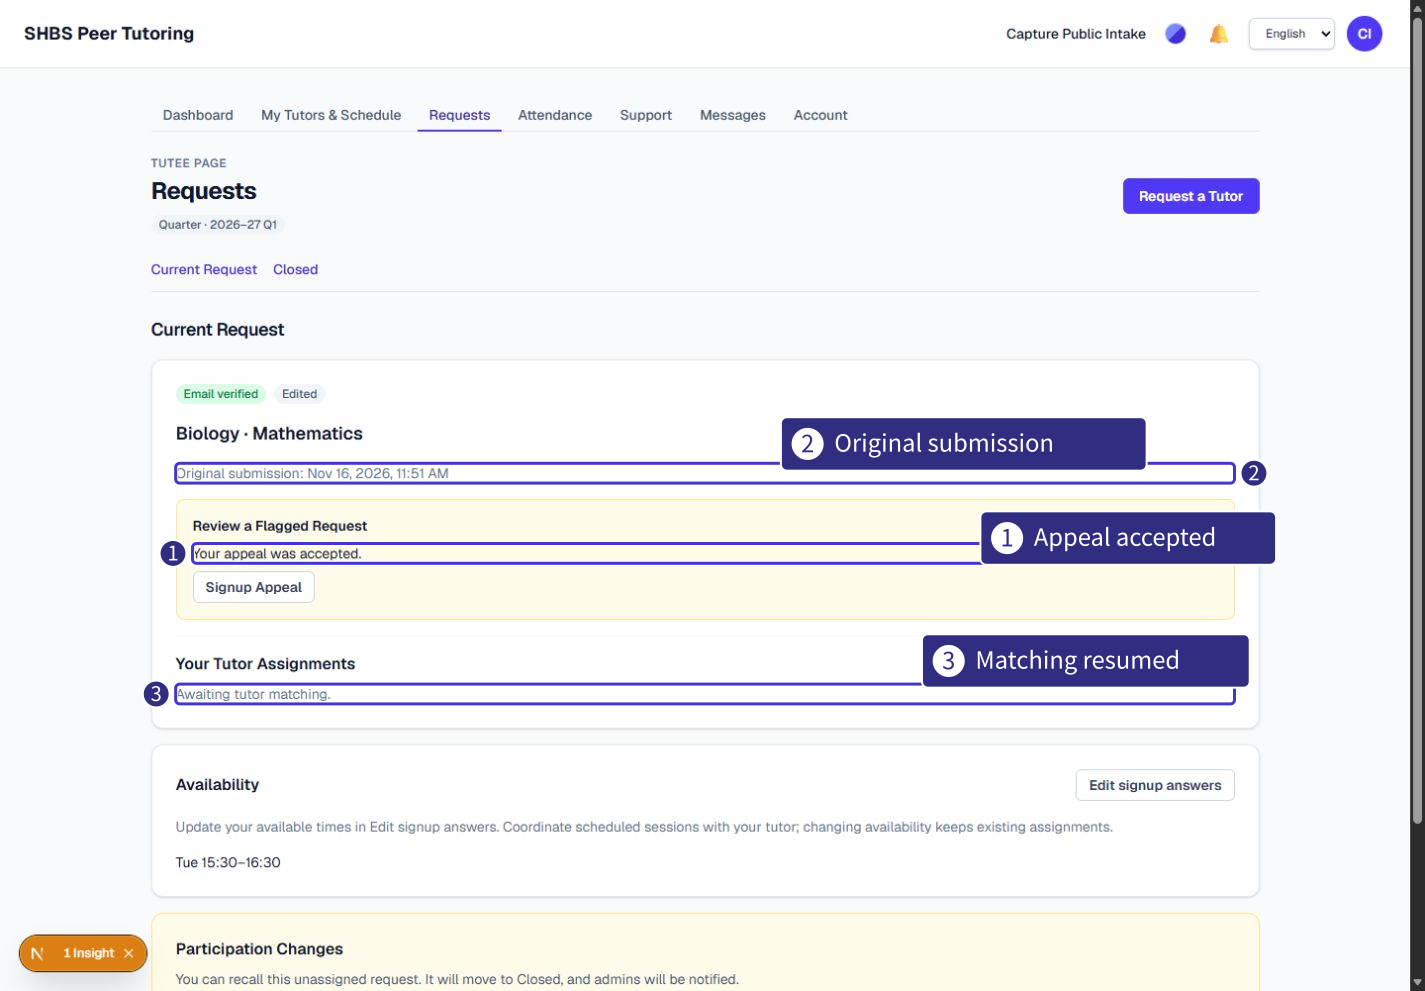 SHBS Peer Tutoring
Capture Public Intake
English
CI
Dashboard
My Tutors & Schedule
Requests
Attendance
Support
Messages
Account
TUTEE PAGE
Requests
Request a Tutor
Quarter · 2026–27 Q1
Current Request
Closed
Current Request
Email verified
Edited
Biology · Mathematics
2 Original submission
Original submission: Nov 16, 2026, 11:51 AM
2
Review a Flagged Request
1 Appeal accepted
1
Your appeal was accepted.
Signup Appeal
Your Tutor Assignments
3 Matching resumed
3
Awaiting tutor matching.
Availability
Edit signup answers
Update your available times in Edit signup answers. Coordinate scheduled sessions with your tutor; changing availability keeps existing assignments.
Tue 15:30–16:30
N 1 Insight ×
Participation Changes
You can recall this unassigned request. It will move to Closed, and admins will be notified.